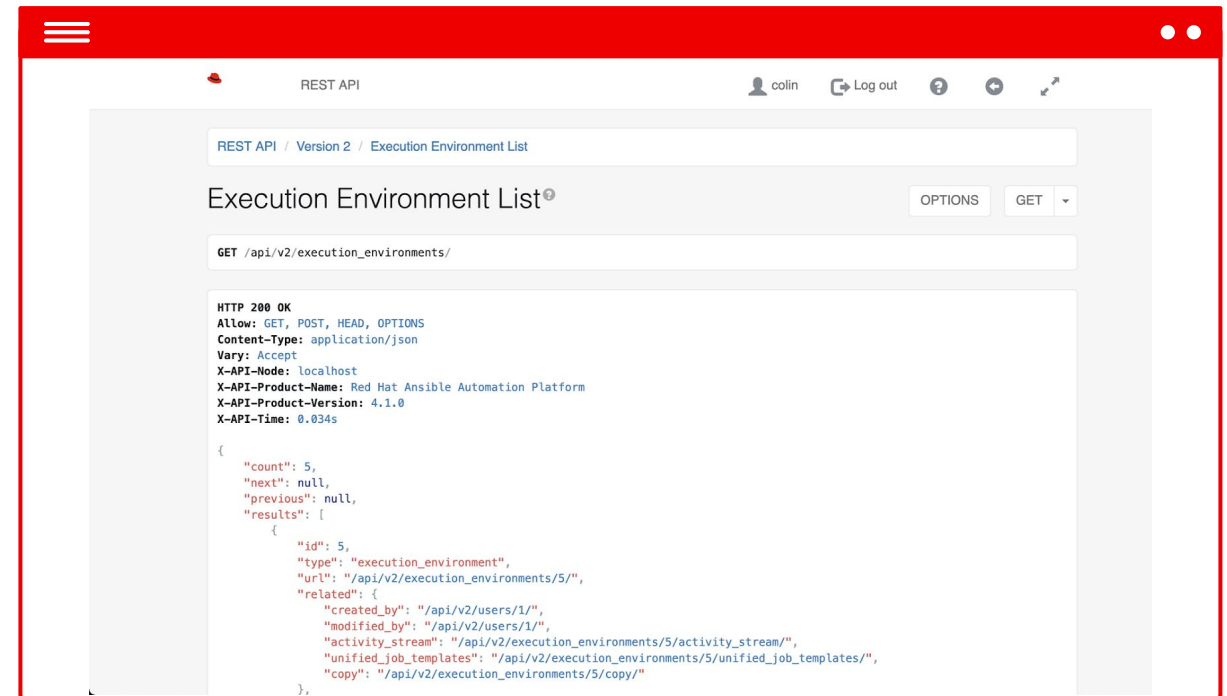 REST API
colin
Log out
REST API / Version 2 / Execution Environment List
Execution Environment List
OPTIONS
GET
GET /api/v2/execution_environments/
HTTP 200 OK
Allow: GET, POST, HEAD, OPTIONS
Content-Type: application/json
Vary: Accept
X-API-Node: localhost
X-API-Product-Name: Red Hat Ansible Automation Platform
X-API-Product-Version: 4.1.0
X-API-Time: 0.034s
{
    "count": 5,
    "next": null,
    "previous": null,
    "results": [
        {
            "id": 5,
            "type": "execution_environment",
            "url": "/api/v2/execution_environments/5/",
            "related": {
                "created_by": "/api/v2/users/1/",
                "modified_by": "/api/v2/users/1/",
                "activity_stream": "/api/v2/execution_environments/5/activity_stream/",
                "unified_job_templates": "/api/v2/execution_environments/5/unified_job_templates/",
                "copy": "/api/v2/execution_environments/5/copy/"
            },